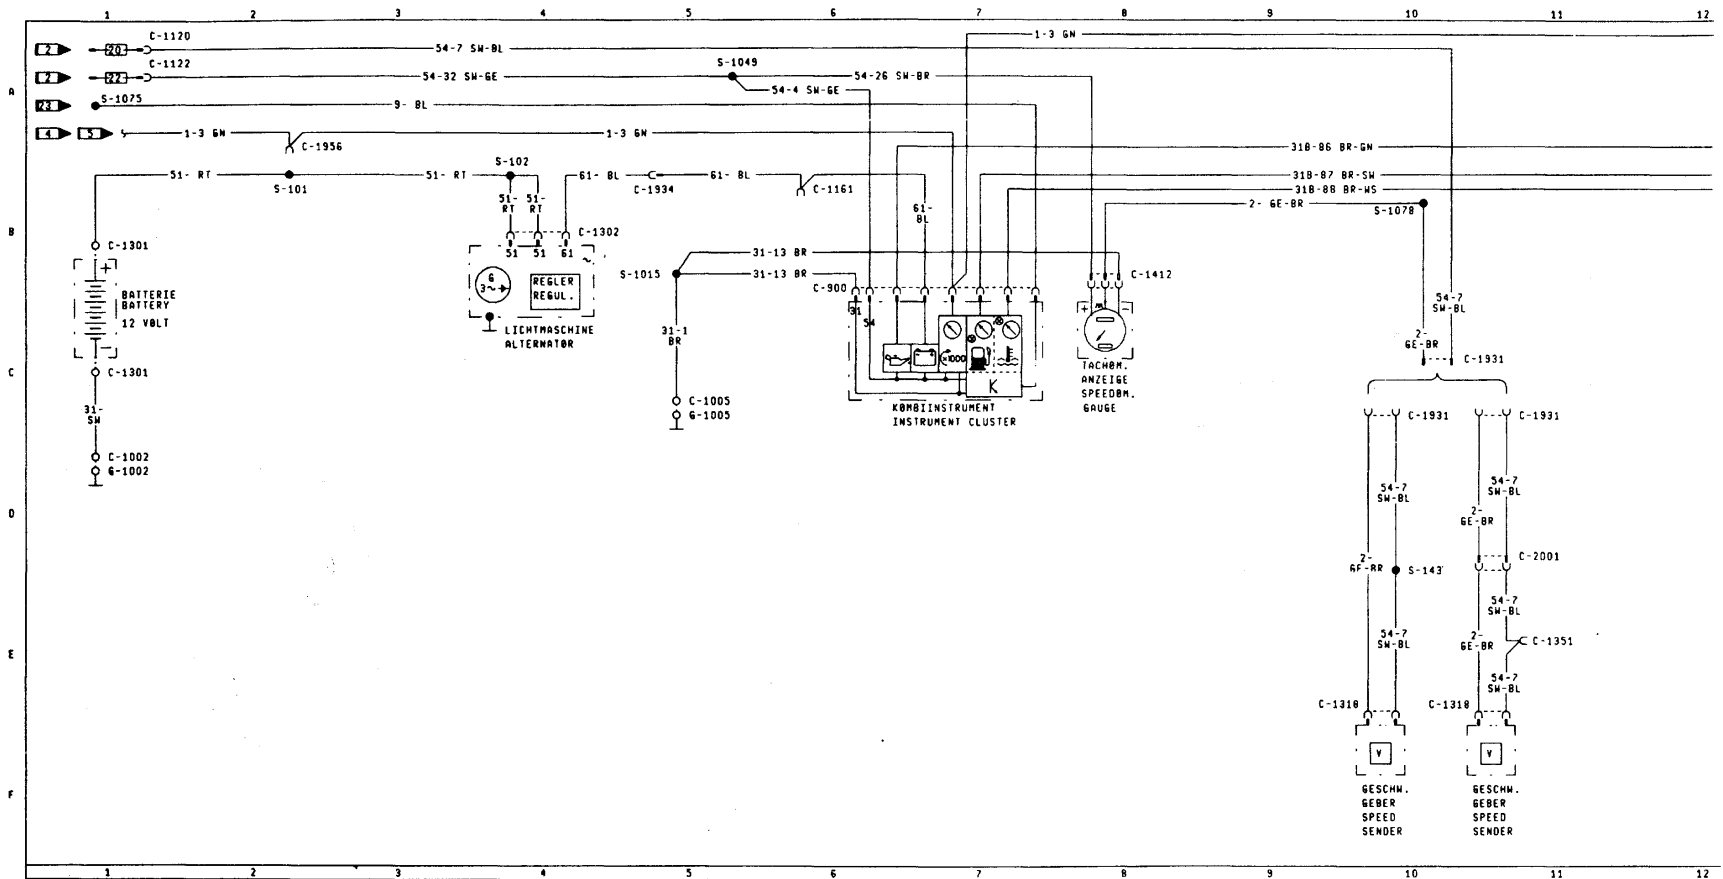 1 2 3 4 5 6 7 8 9 10 11 12
C-1120
1-3 GN
2 20 54-7 SW-BL
C-1122
S-1049
2 22 54-32 SW-GE 54-26 SW-BR
54-4 SW-GE
A
23 S-1075 9- BL
4 5 1-3 GN 1-3 GN
C-1956
31B-86 BR-GN
S-102
51- RT 51- RT 61- BL 61- BL 31B-87 BR-SW
S-101 C-1934 C-1161 31B-88 BR-WS
51-
RT
51-
RT
61-
BL
2- GE-BR S-1078
B
C-1302
C-1301
51 51 61
31-13 BR
S-1015 31-13 BR C-1412
C-900
+
BATTERIE
BATTERY
12 VOLT
−
G
3~
REGLER
REGUL.
~
LICHTMASCHINE
ALTERNATOR
31-1
BR
31
54
×1000
K
+ −
54-7
SW-BL
2-
GE-BR
C-1931
C
C-1301
TACHOM.
ANZEIGE
SPEEDOM.
GAUGE
KOMBIINSTRUMENT
INSTRUMENT CLUSTER
31-
SW
C-1005
G-1005
C-1931 C-1931
C-1002
G-1002
54-7
SW-BL
54-7
SW-BL
D
2-
GE-BR
C-2001
2-
GE-BR
S-143
54-7
SW-BL
54-7
SW-BL
2-
GE-BR
C-1351
E
54-7
SW-BL
C-1318 C-1318
V V
F
GESCHW.
GEBER
SPEED
SENDER
GESCHW.
GEBER
SPEED
SENDER
1 2 3 4 5 6 7 8 9 10 11 12